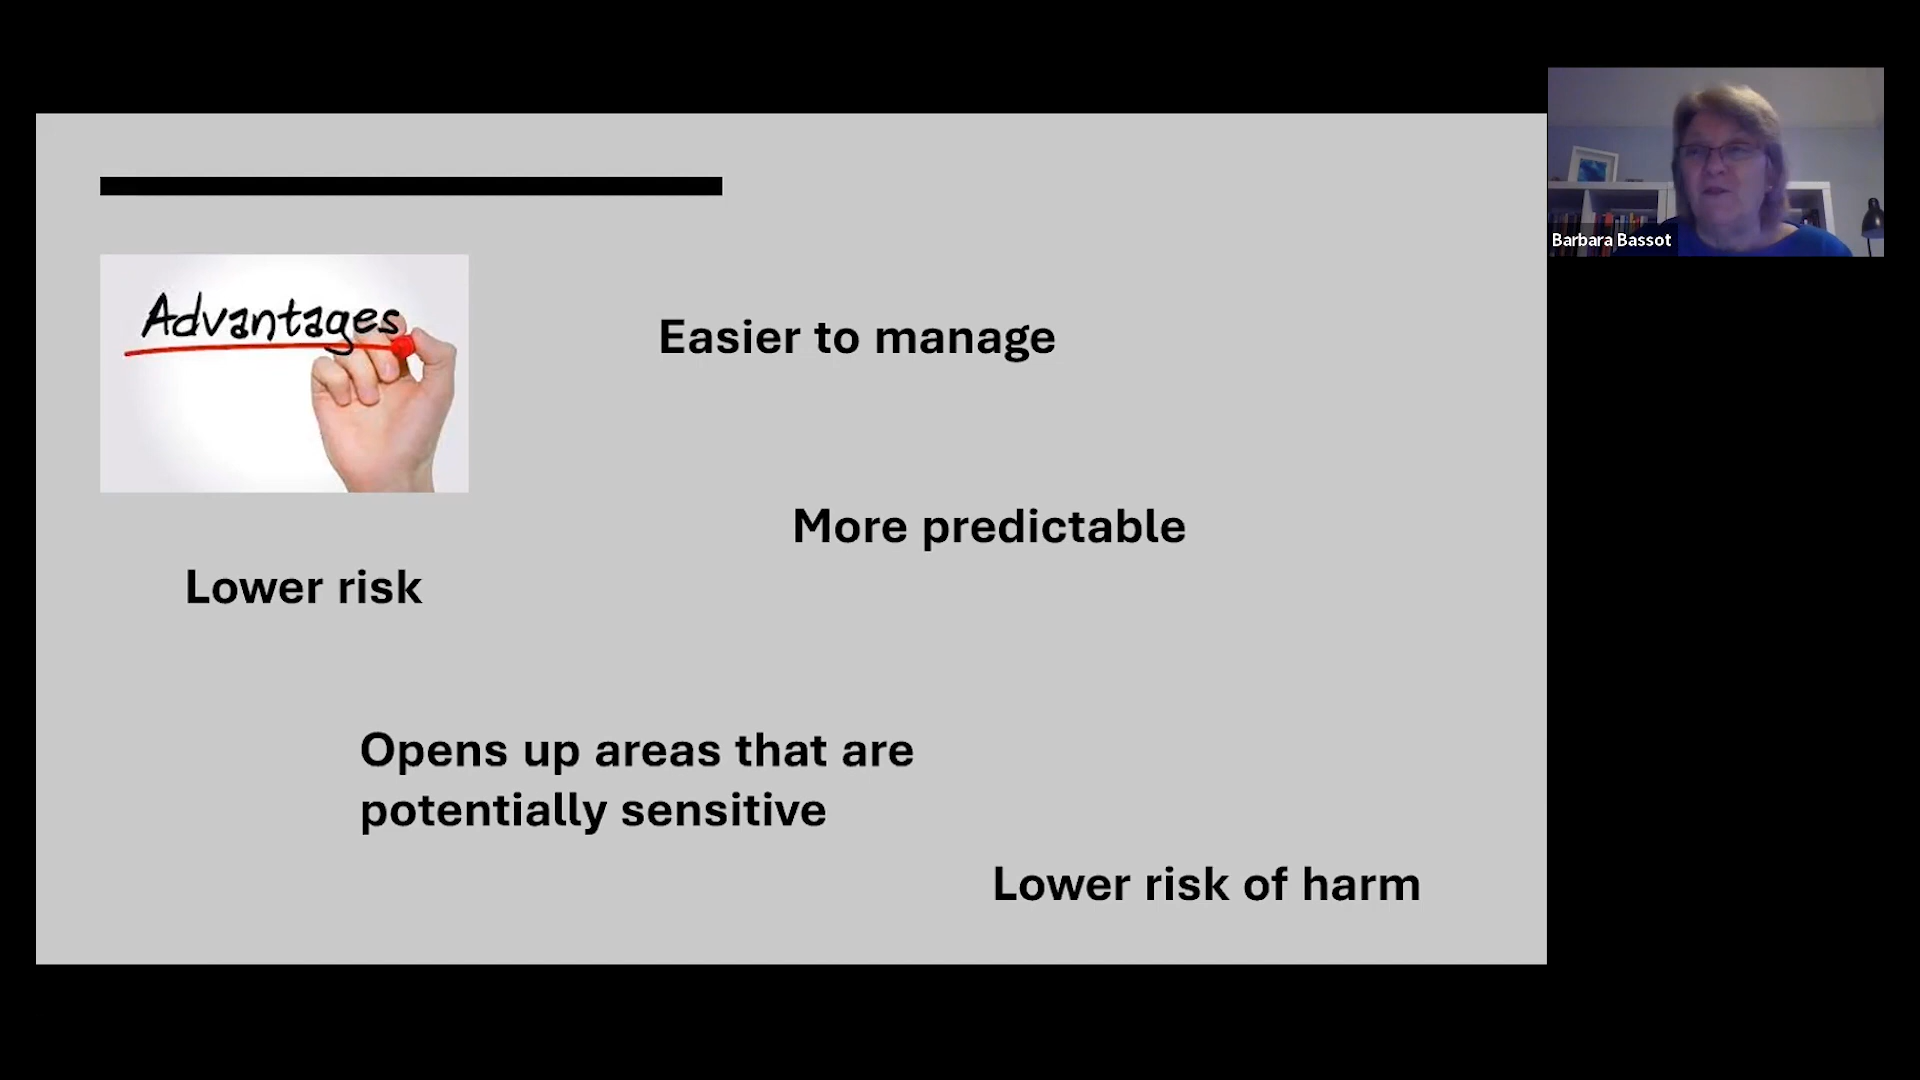 Advantages
Easier to manage
More predictable
Lower risk
Opens up areas that are
potentially sensitive
Lower risk of harm
Barbara Bassot